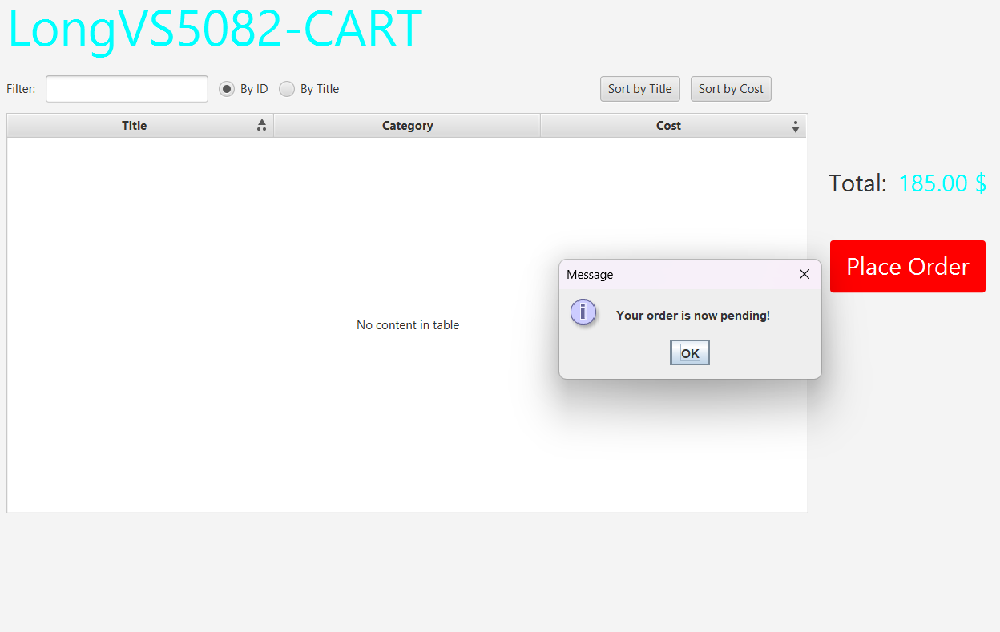 LongVS5082-CART
Filter: By ID By Title Sort by Title Sort by Cost
Title Category Cost
Total: 185.00 $
Place Order
Message
i Your order is now pending!
No content in table
OK